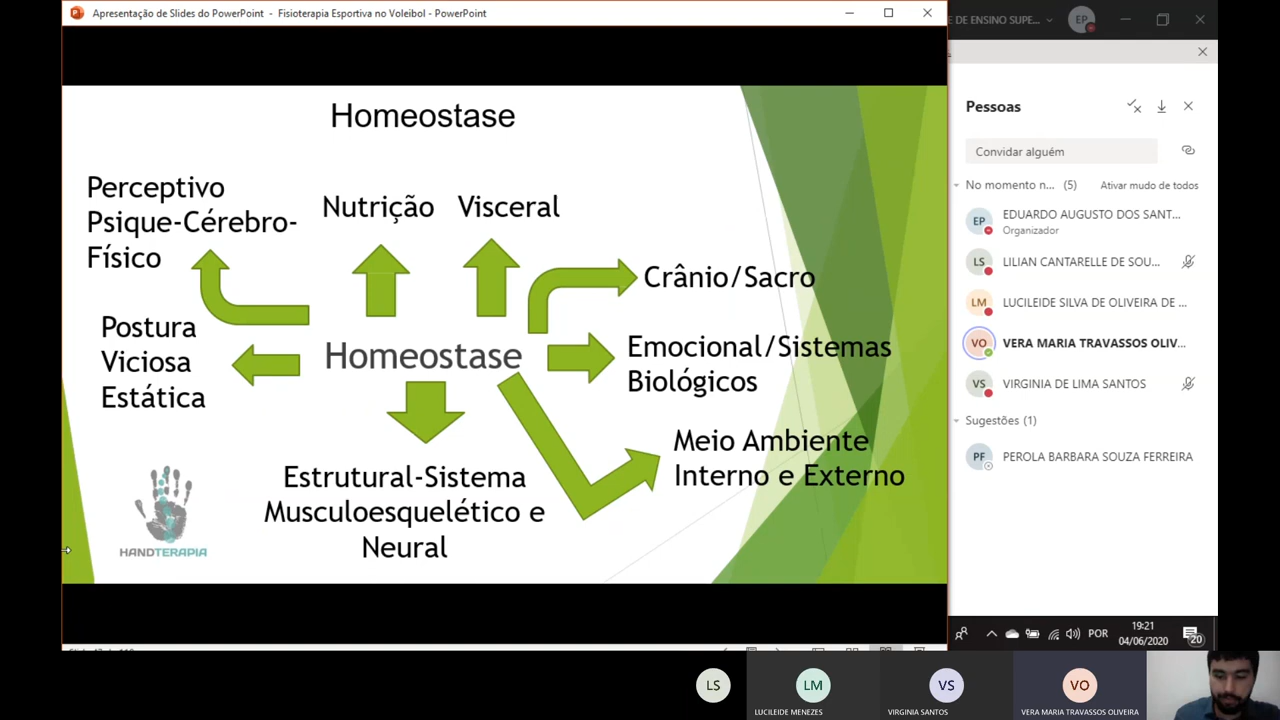 Apresentação de Slides do PowerPoint - Fisioterapia Esportiva no Voleibol - PowerPoint
Homeostase
Perceptivo
Psique-Cérebro-
Físico
Nutrição
Visceral
Crânio/Sacro
Postura
Viciosa
Estática
Homeostase
Emocional/Sistemas
Biológicos
Meio Ambiente
Interno e Externo
Estrutural-Sistema
Musculoesquelético e
Neural
HANDTERAPIA
E DE ENSINO SUPE...
EP
Pessoas
Convidar alguém
No momento n... (5)
Ativar mudo de todos
EP
EDUARDO AUGUSTO DOS SANT...
Organizador
LS
LILIAN CANTARELLE DE SOU...
LM
LUCILEIDE SILVA DE OLIVEIRA DE ...
VO
VERA MARIA TRAVASSOS OLIV...
VS
VIRGINIA DE LIMA SANTOS
Sugestões (1)
PF
PEROLA BARBARA SOUZA FERREIRA
POR
19:21
04/06/2020
20
LS
LM
LUCILEIDE MENEZES
VS
VIRGINIA SANTOS
VO
VERA MARIA TRAVASSOS OLIVEIRA